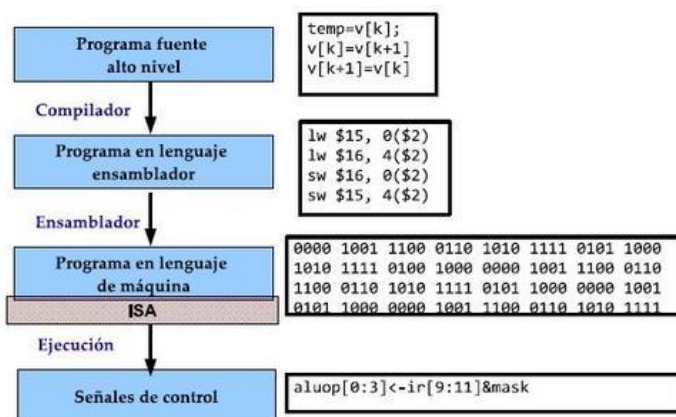 Programa fuente
alto nivel
temp=v[k];
v[k]=v[k+1]
v[k+1]=v[k]
Compilador
Programa en lenguaje
ensamblador
lw $15, 0($2)
lw $16, 4($2)
sw $16, 0($2)
sw $15, 4($2)
Ensamblador
Programa en lenguaje
de máquina
ISA
0000 1001 1100 0110 1010 1111 0101 1000
1010 1111 0100 1000 0000 1001 1100 0110
1100 0110 1010 1111 0101 1000 0000 1001
0101 1000 0000 1001 1100 0110 1010 1111
Ejecución
Señales de control
aluop[0:3]<-ir[9:11]&mask